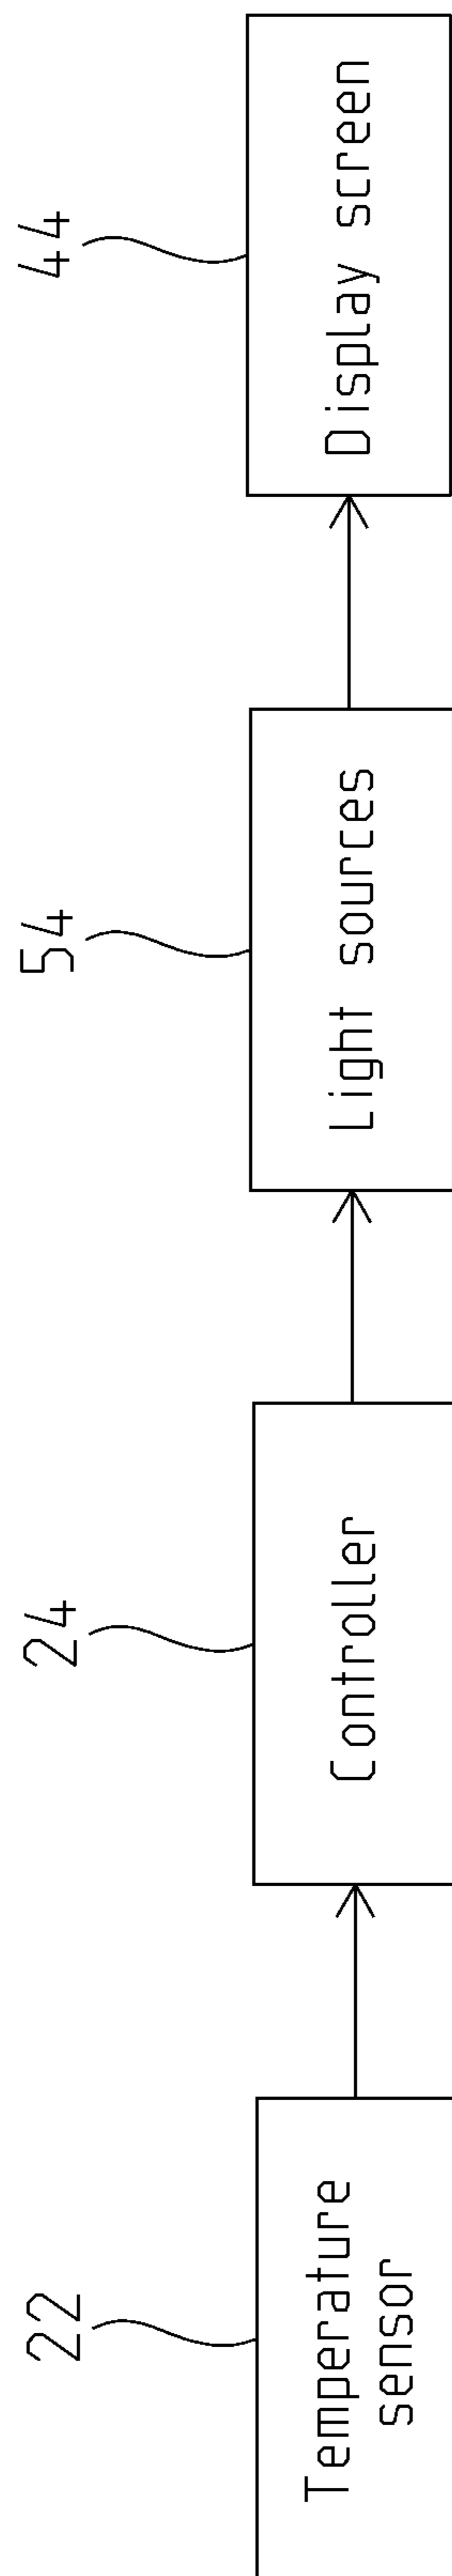 22
24
54
44
Temperature
sensor
Controller
Light sources
Display screen